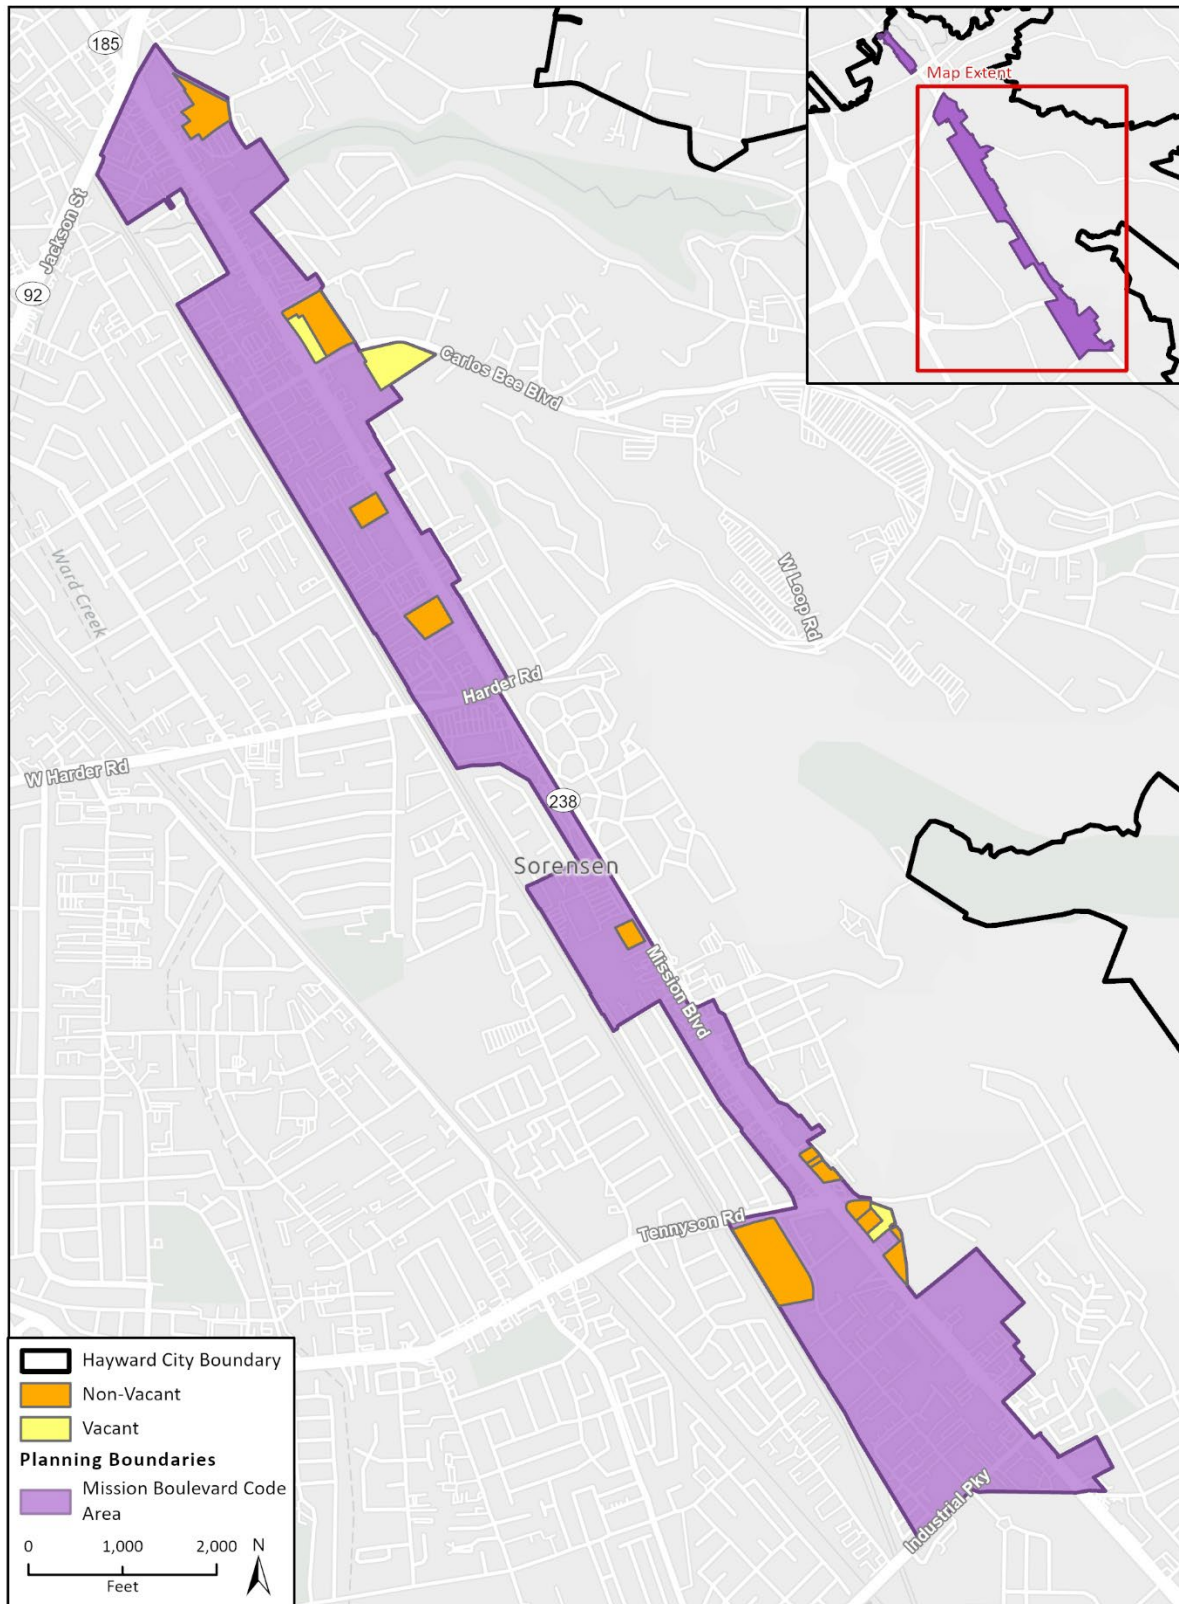 185
Map Extent
Jackson St
92
Carlos Bee Blvd
Ward Creek
W Loop Rd
Harder Rd
W Harder Rd
238
Sorensen
Mission Blvd
Tennyson Rd
Industrial Pky
Hayward City Boundary
Non-Vacant
Vacant
Planning Boundaries
Mission Boulevard Code
Area
0 1,000 2,000
Feet
N